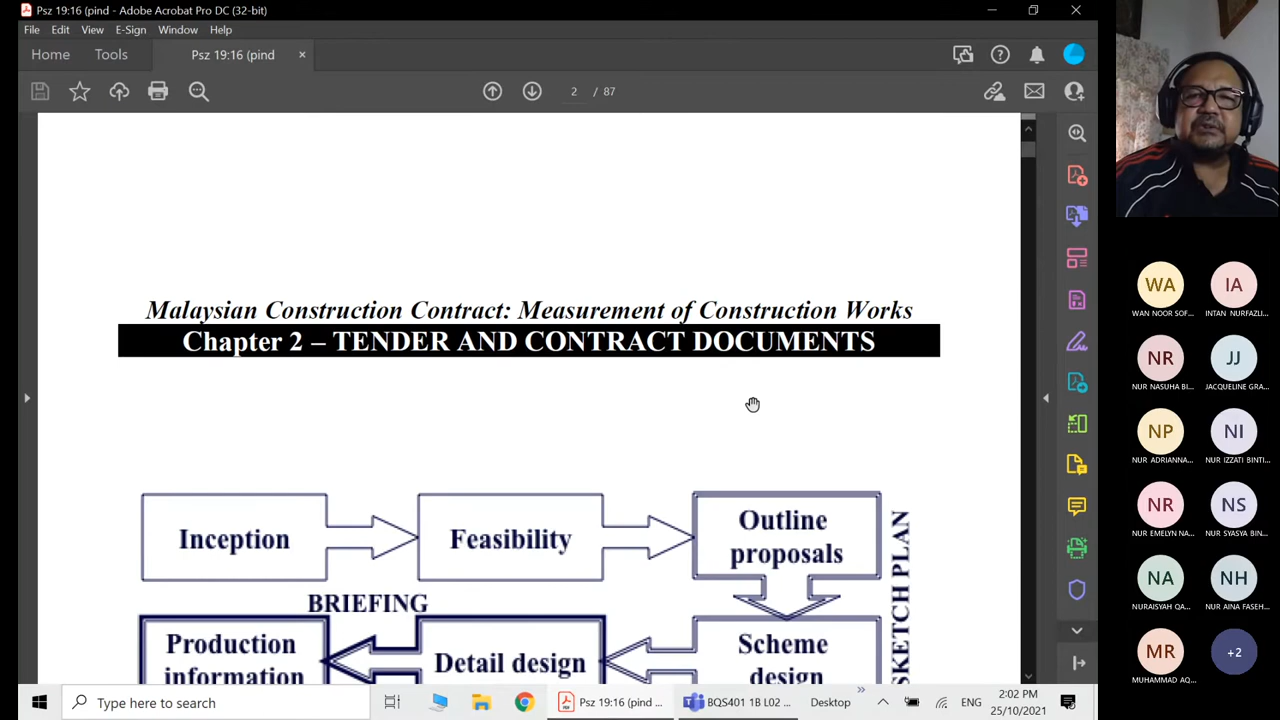 Psz 19:16 (pind - Adobe Acrobat Pro DC (32-bit)
File Edit View E-Sign Window Help
Home Tools Psz 19:16 (pind ×
2 / 87
Malaysian Construction Contract: Measurement of Construction Works
Chapter 2 – TENDER AND CONTRACT DOCUMENTS
Inception
Feasibility
Outline
proposals
SKETCH PLAN
BRIEFING
Production
information
Detail design
Scheme
design
WA
WAN NOOR SOF...
IA
INTAN NURFAZLI...
NR
NUR NASUHA BI...
JJ
JACQUELINE GRA...
NP
NUR ADRIANNA...
NI
NUR IZZATI BINTI...
NR
NUR EMELYN NA...
NS
NUR SYASYA BIN...
NA
NURAISYAH QA...
NH
NUR AINA FASEH...
MR
MUHAMMAD AQ...
+2
Type here to search
Psz 19:16 (pind ...
BQS401 1B L02 ...
Desktop
»
ENG
2:02 PM
25/10/2021